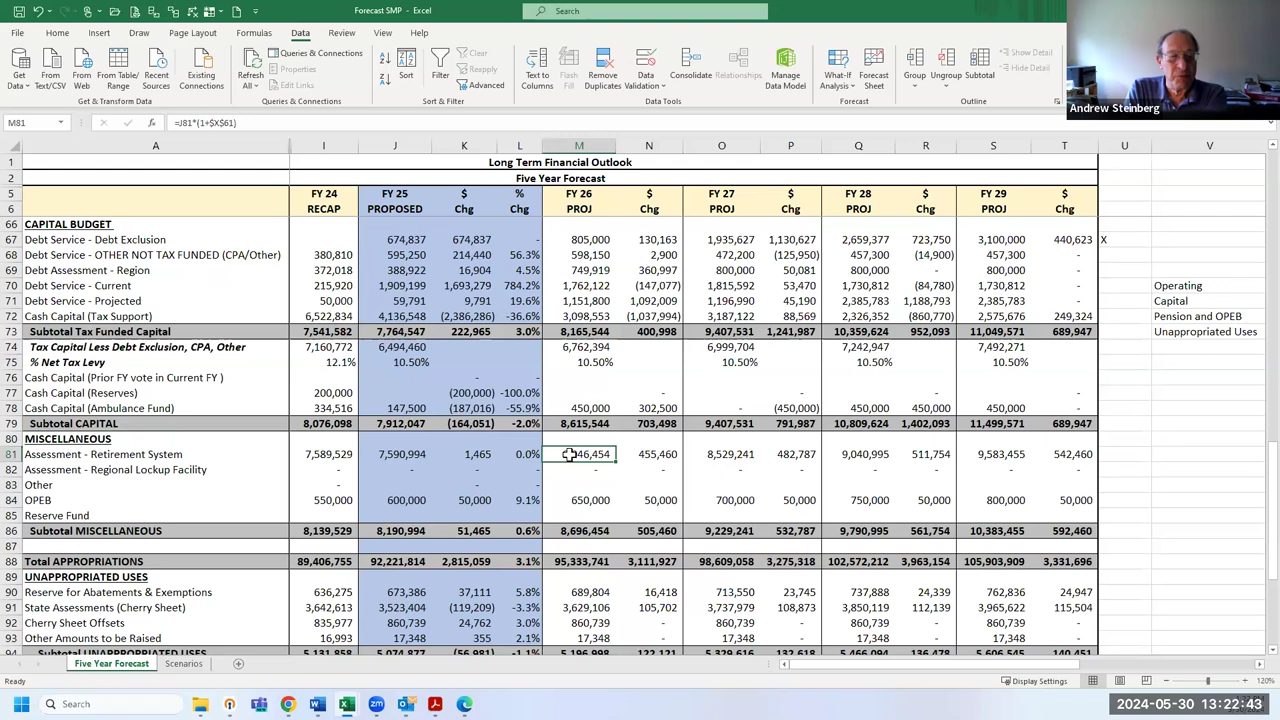 Forecast SMP - Excel
Search
File Home Insert Draw Page Layout Formulas Data Review View Help
Get Data From Text/CSV From Web From Table/ Range Recent Sources Existing Connections
Refresh All Queries & Connections Properties Edit Links
Sort Filter Clear Reapply Advanced
Text to Columns Flash Fill Remove Duplicates Data Validation Consolidate Relationships Manage Data Model
What-If Analysis Forecast Sheet Group Ungroup Subtotal Show Detail Hide Detail
Get & Transform Data Queries & Connections Sort & Filter Data Tools Forecast Outline
Andrew Steinberg
M81 =J81*(1+$X$61)
A I J K L M N O P Q R S T U V
1 Long Term Financial Outlook
2 Five Year Forecast
5 FY 24 FY 25 $ % FY 26 $ FY 27 $ FY 28 $ FY 29 $
6 RECAP PROPOSED Chg Chg PROJ Chg PROJ Chg PROJ Chg PROJ Chg
66 CAPITAL BUDGET
67 Debt Service - Debt Exclusion 674,837 674,837 - 805,000 130,163 1,935,627 1,130,627 2,659,377 723,750 3,100,000 440,623 X
68 Debt Service - OTHER NOT TAX FUNDED (CPA/Other) 380,810 595,250 214,440 56.3% 598,150 2,900 472,200 (125,950) 457,300 (14,900) 457,300 -
69 Debt Assessment - Region 372,018 388,922 16,904 4.5% 749,919 360,997 800,000 50,081 800,000 - 800,000 -
70 Debt Service - Current 215,920 1,909,199 1,693,279 784.2% 1,762,122 (147,077) 1,815,592 53,470 1,730,812 (84,780) 1,730,812 - Operating
71 Debt Service - Projected 50,000 59,791 9,791 19.6% 1,151,800 1,092,009 1,196,990 45,190 2,385,783 1,188,793 2,385,783 - Capital
72 Cash Capital (Tax Support) 6,522,834 4,136,548 (2,386,286) -36.6% 3,098,553 (1,037,994) 3,187,122 88,569 2,326,352 (860,770) 2,575,676 249,324 Pension and OPEB
73 Subtotal Tax Funded Capital 7,541,582 7,764,547 222,965 3.0% 8,165,544 400,998 9,407,531 1,241,987 10,359,624 952,093 11,049,571 689,947 Unappropriated Uses
74 Tax Capital Less Debt Exclusion, CPA, Other 7,160,772 6,494,460 6,762,394 6,999,704 7,242,947 7,492,271
75 % Net Tax Levy 12.1% 10.50% 10.50% 10.50% 10.50% 10.50%
76 Cash Capital (Prior FY vote in Current FY ) - -
77 Cash Capital (Reserves) 200,000 (200,000) -100.0% - - - -
78 Cash Capital (Ambulance Fund) 334,516 147,500 (187,016) -55.9% 450,000 302,500 - (450,000) 450,000 450,000 450,000 -
79 Subtotal CAPITAL 8,076,098 7,912,047 (164,051) -2.0% 8,615,544 703,498 9,407,531 791,987 10,809,624 1,402,093 11,499,571 689,947
80 MISCELLANEOUS
81 Assessment - Retirement System 7,589,529 7,590,994 1,465 0.0% 46,454 455,460 8,529,241 482,787 9,040,995 511,754 9,583,455 542,460
82 Assessment - Regional Lockup Facility - - - - - - - - - -
83 Other - - -
84 OPEB 550,000 600,000 50,000 9.1% 650,000 50,000 700,000 50,000 750,000 50,000 800,000 50,000
85 Reserve Fund
86 Subtotal MISCELLANEOUS 8,139,529 8,190,994 51,465 0.6% 8,696,454 505,460 9,229,241 532,787 9,790,995 561,754 10,383,455 592,460
87
88 Total APPROPRIATIONS 89,406,755 92,221,814 2,815,059 3.1% 95,333,741 3,111,927 98,609,058 3,275,318 102,572,212 3,963,154 105,903,909 3,331,696
89 UNAPPROPRIATED USES
90 Reserve for Abatements & Exemptions 636,275 673,386 37,111 5.8% 689,804 16,418 713,550 23,745 737,888 24,339 762,836 24,947
91 State Assessments (Cherry Sheet) 3,642,613 3,523,404 (119,209) -3.3% 3,629,106 105,702 3,737,979 108,873 3,850,119 112,139 3,965,622 115,504
92 Cherry Sheet Offsets 835,977 860,739 24,762 3.0% 860,739 - 860,739 - 860,739 - 860,739 -
93 Other Amounts to be Raised 16,993 17,348 355 2.1% 17,348 - 17,348 - 17,348 - 17,348 -
94 Subtotal UNAPPROPRIATED USES 5,131,858 5,074,877 (56,981) -1.1% 5,196,998 122,121 5,329,616 132,618 5,466,094 136,478 5,606,545 140,451
Five Year Forecast Scenarios
Ready Display Settings 120%
Search
2024-05-30 13:22:43